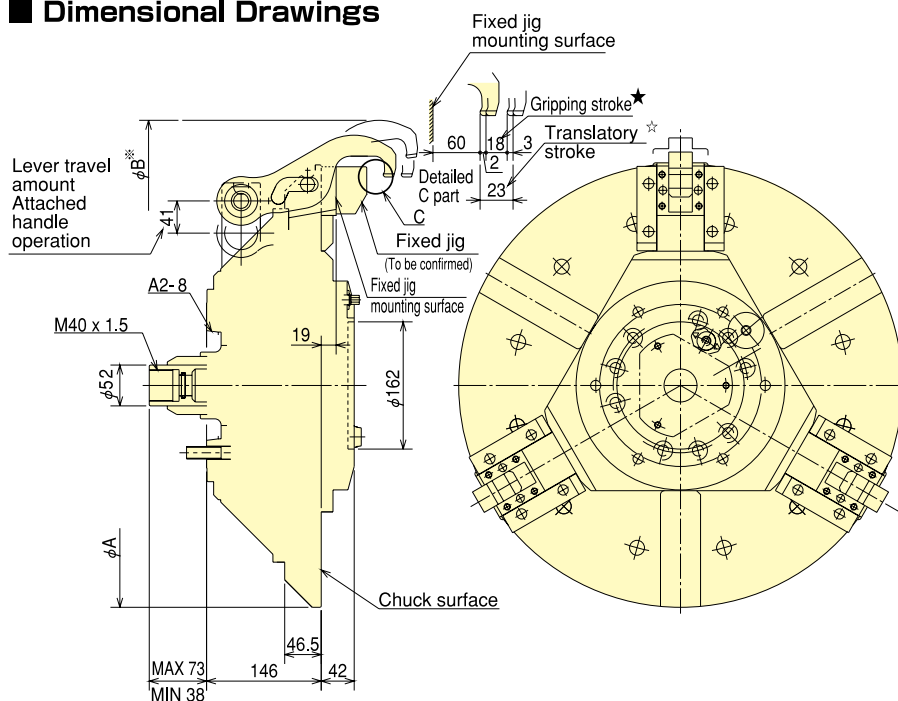 ■ Dimensional Drawings
Fixed jig
mounting surface
Gripping stroke★
60
18
3
Translatory ☆
stroke
2
Detailed
C part
23
φB※
Lever travel
amount
Attached
handle
operation
41
C
Fixed jig
(To be confirmed)
Fixed jig
mounting surface
A2-8
M40 x 1.5
19
φ52
φ162
φA
Chuck surface
46.5
MAX 73
146
42
MIN 38